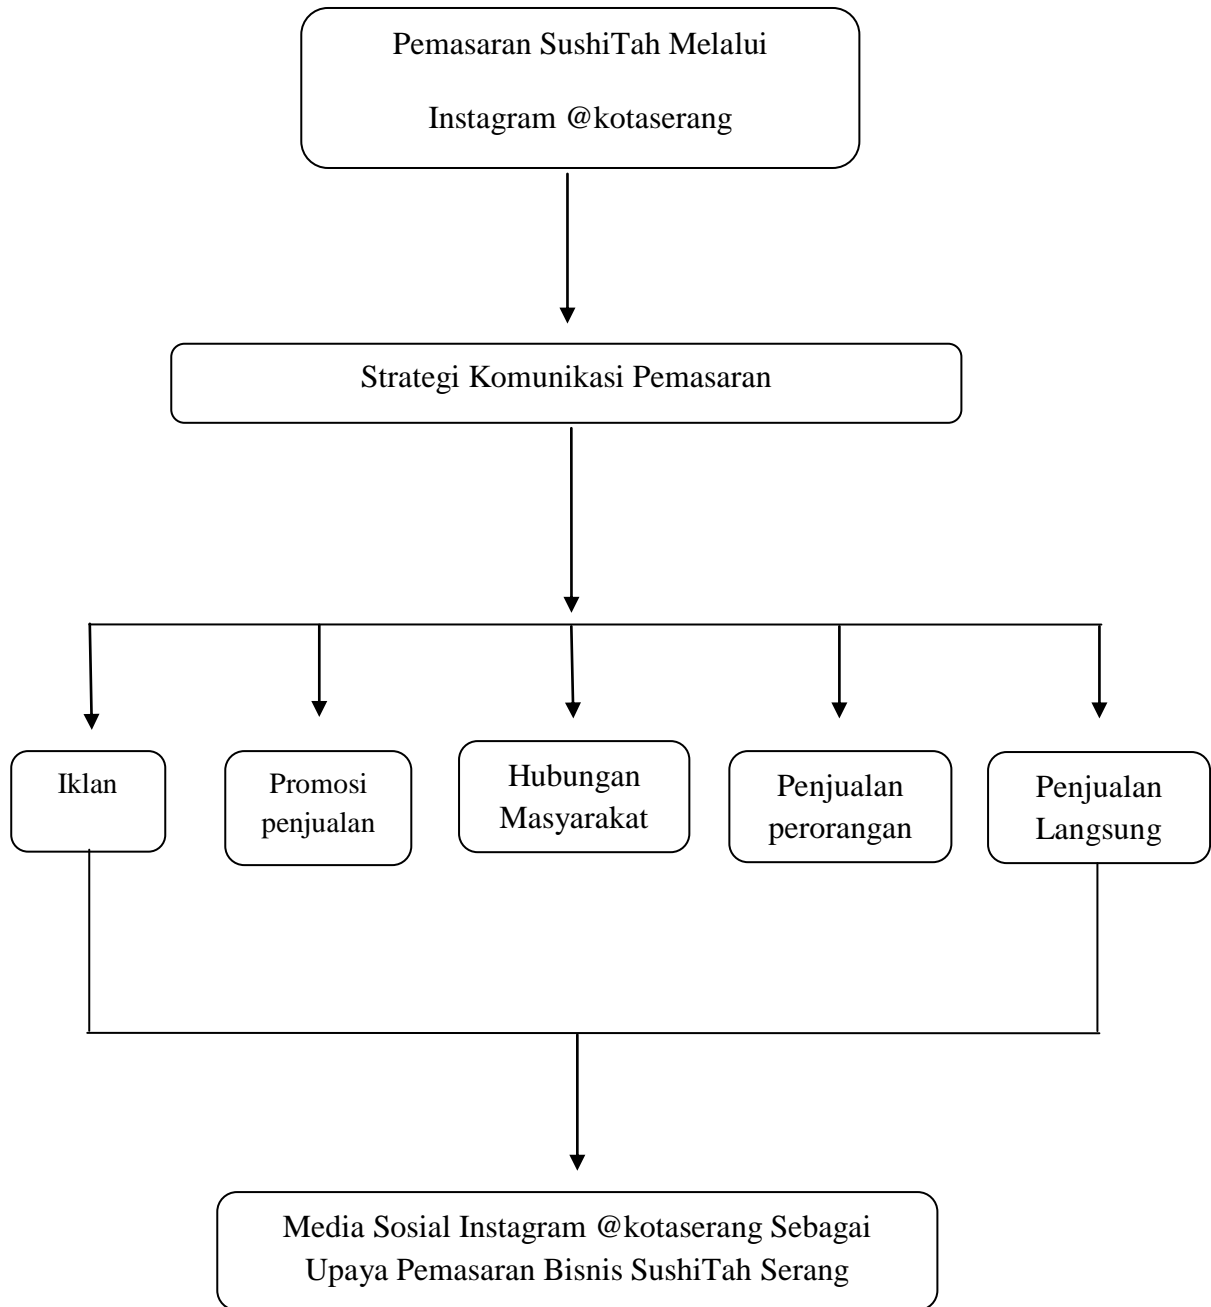 Pemasaran SushiTah Melalui
Instagram @kotaserang
Strategi Komunikasi Pemasaran
Iklan
Promosi
penjualan
Hubungan
Masyarakat
Penjualan
perorangan
Penjualan
Langsung
Media Sosial Instagram @kotaserang Sebagai
Upaya Pemasaran Bisnis SushiTah Serang